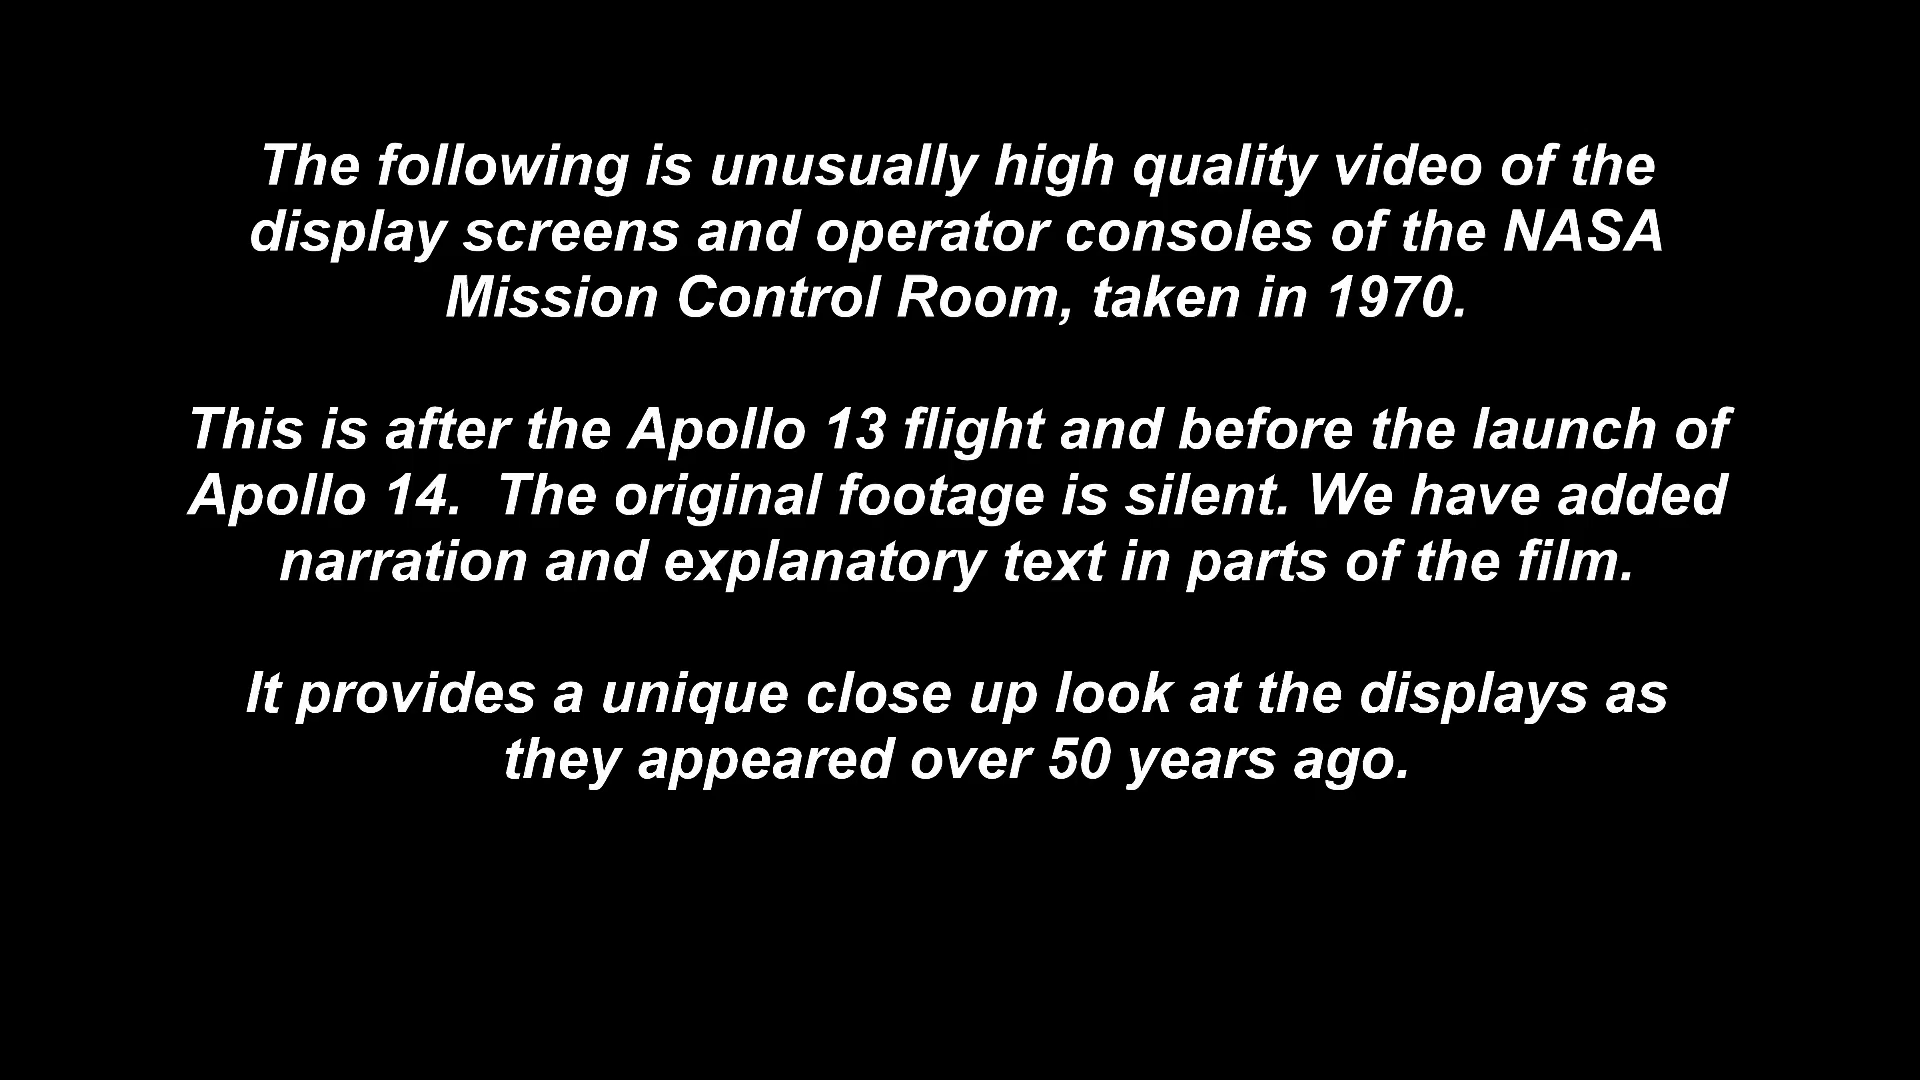 The following is unusually high quality video of the
display screens and operator consoles of the NASA
Mission Control Room, taken in 1970.
This is after the Apollo 13 flight and before the launch of
Apollo 14.  The original footage is silent. We have added
narration and explanatory text in parts of the film.
It provides a unique close up look at the displays as
they appeared over 50 years ago.